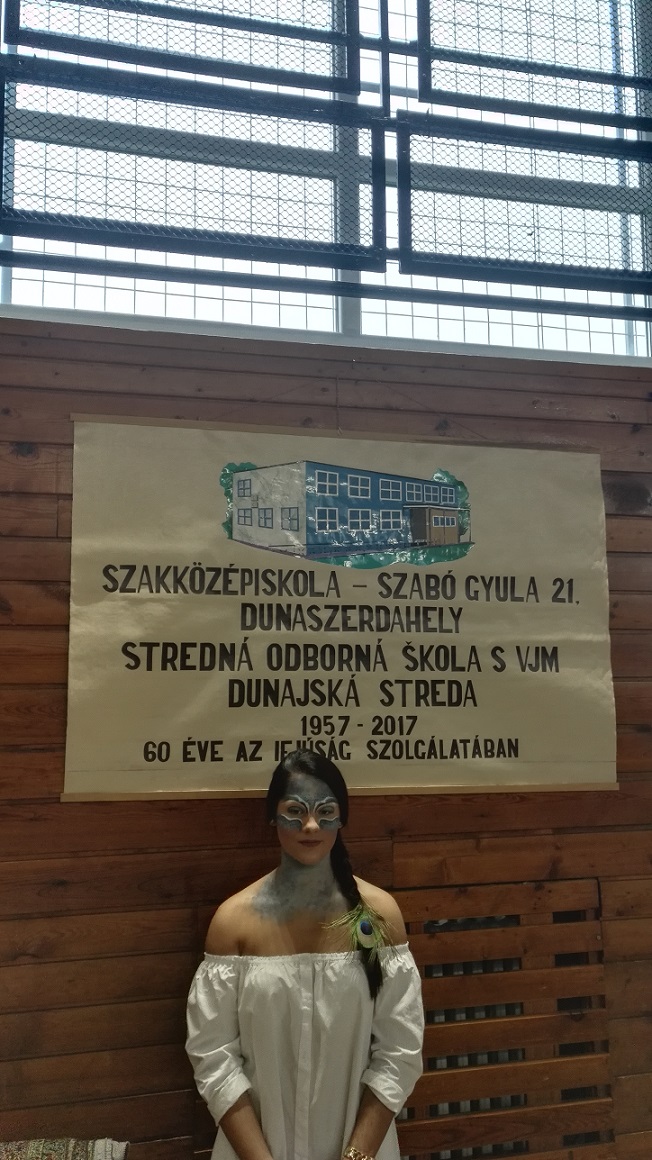 SZAKKÖZÉPISKOLA – SZABÓ GYULA 21.
DUNASZERDAHELY
STREDNÁ ODBORNÁ ŠKOLA S VJM
DUNAJSKÁ STREDA
1957 - 2017
60 ÉVE AZ IFJÚSÁG SZOLGÁLATÁBAN